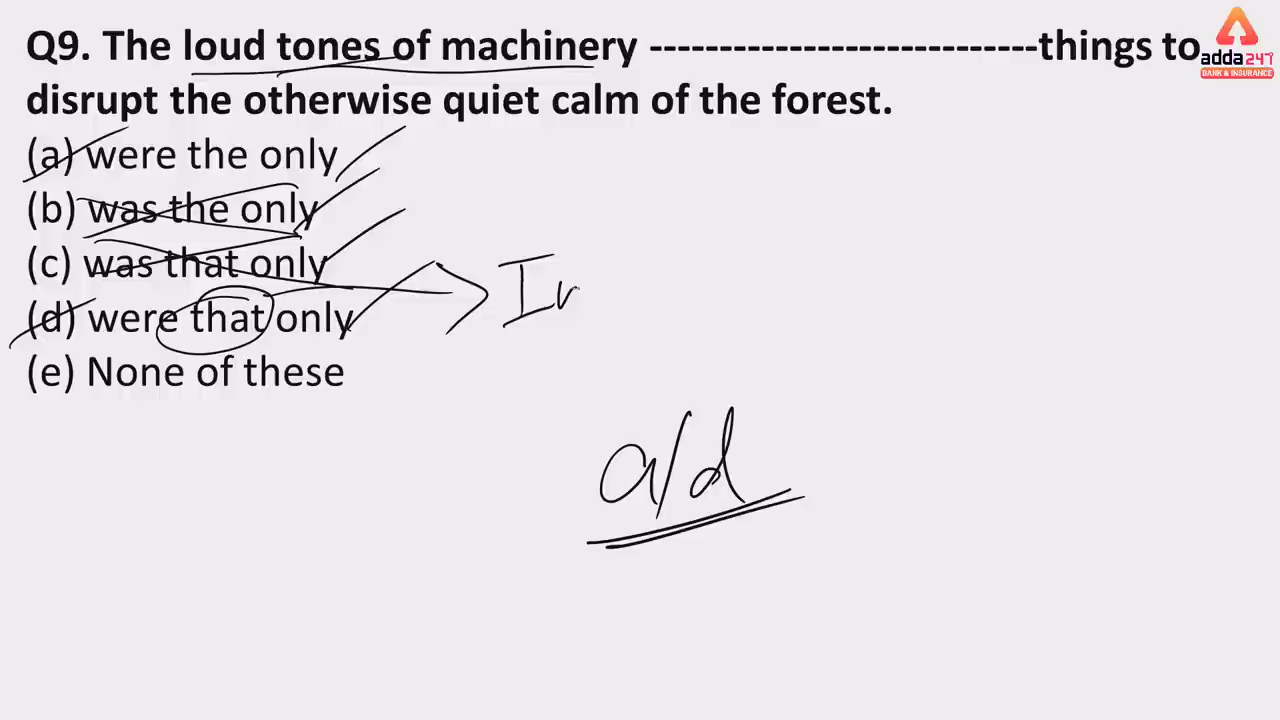 Q9. The loud tones of machinery ----------------------------things to
disrupt the otherwise quiet calm of the forest.
(a) were the only
(b) was the only
(c) was that only
(d) were that only
(e) None of these
a/d
adda247
BANK & INSURANCE